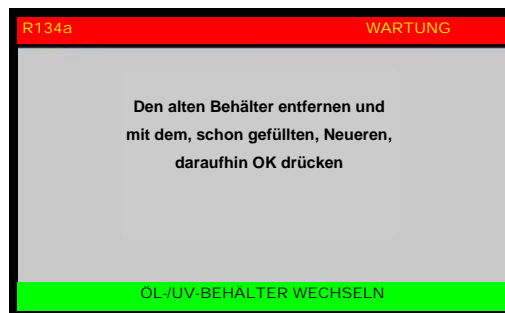 R134a WARTUNG
Den alten Behälter entfernen und
mit dem, schon gefüllten, Neueren,
daraufhin OK drücken
ÖL-/UV-BEHÄLTER WECHSELN